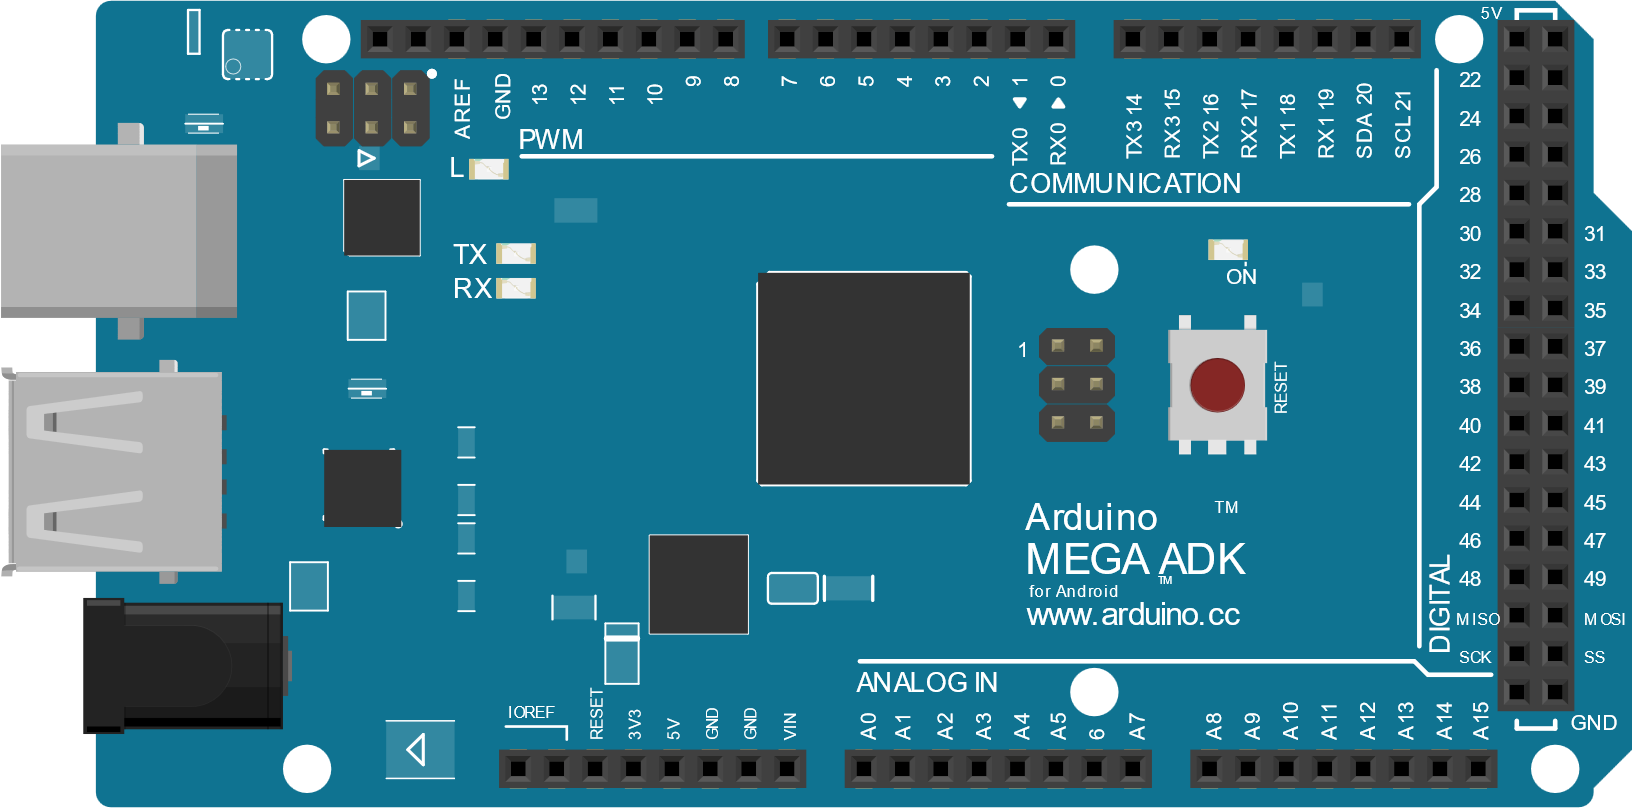 5V
AREF
GND
13
12
11
10
9
8
7
6
5
4
3
2
TX0 ◀ 1
RX0 ▶ 0
TX3 14
RX3 15
TX2 16
RX2 17
TX1 18
RX1 19
SDA 20
SCL 21
PWM
COMMUNICATION
L
TX
RX
ON
1
RESET
22
24
26
28
30 31
32 33
34 35
36 37
38 39
40 41
42 43
44 45
46 47
48 49
MISO MOSI
SCK SS
GND
DIGITAL
Arduino ™
MEGA ADK
for Android ™
www.arduino.cc
ANALOG IN
IOREF
RESET
3V3
5V
GND
GND
VIN
A0
A1
A2
A3
A4
A5
6
A7
A8
A9
A10
A11
A12
A13
A14
A15